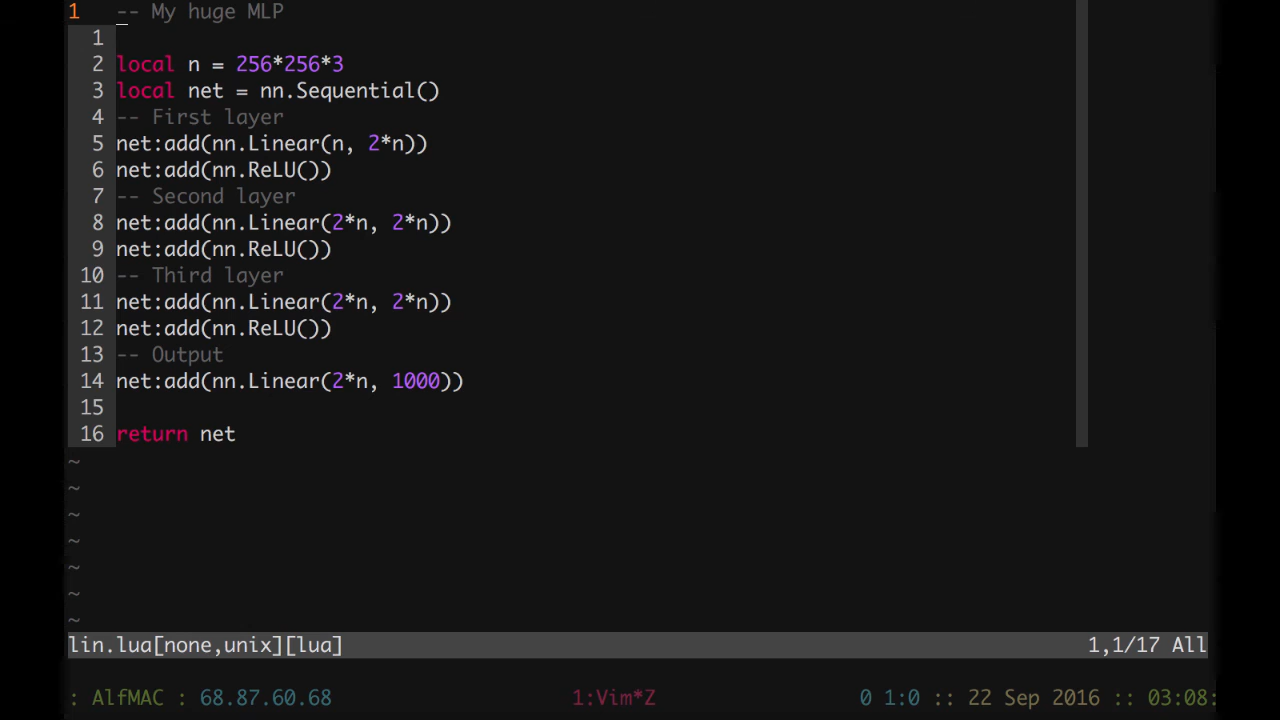 1 -- My huge MLP
1
2 local n = 256*256*3
3 local net = nn.Sequential()
4 -- First layer
5 net:add(nn.Linear(n, 2*n))
6 net:add(nn.ReLU())
7 -- Second layer
8 net:add(nn.Linear(2*n, 2*n))
9 net:add(nn.ReLU())
10 -- Third layer
11 net:add(nn.Linear(2*n, 2*n))
12 net:add(nn.ReLU())
13 -- Output
14 net:add(nn.Linear(2*n, 1000))
15
16 return net
~
~
~
~
~
~
~
lin.lua[none,unix][lua] 1,1/17 All
: AlfMAC : 68.87.60.68 1:Vim*Z 0 1:0 :: 22 Sep 2016 :: 03:08: